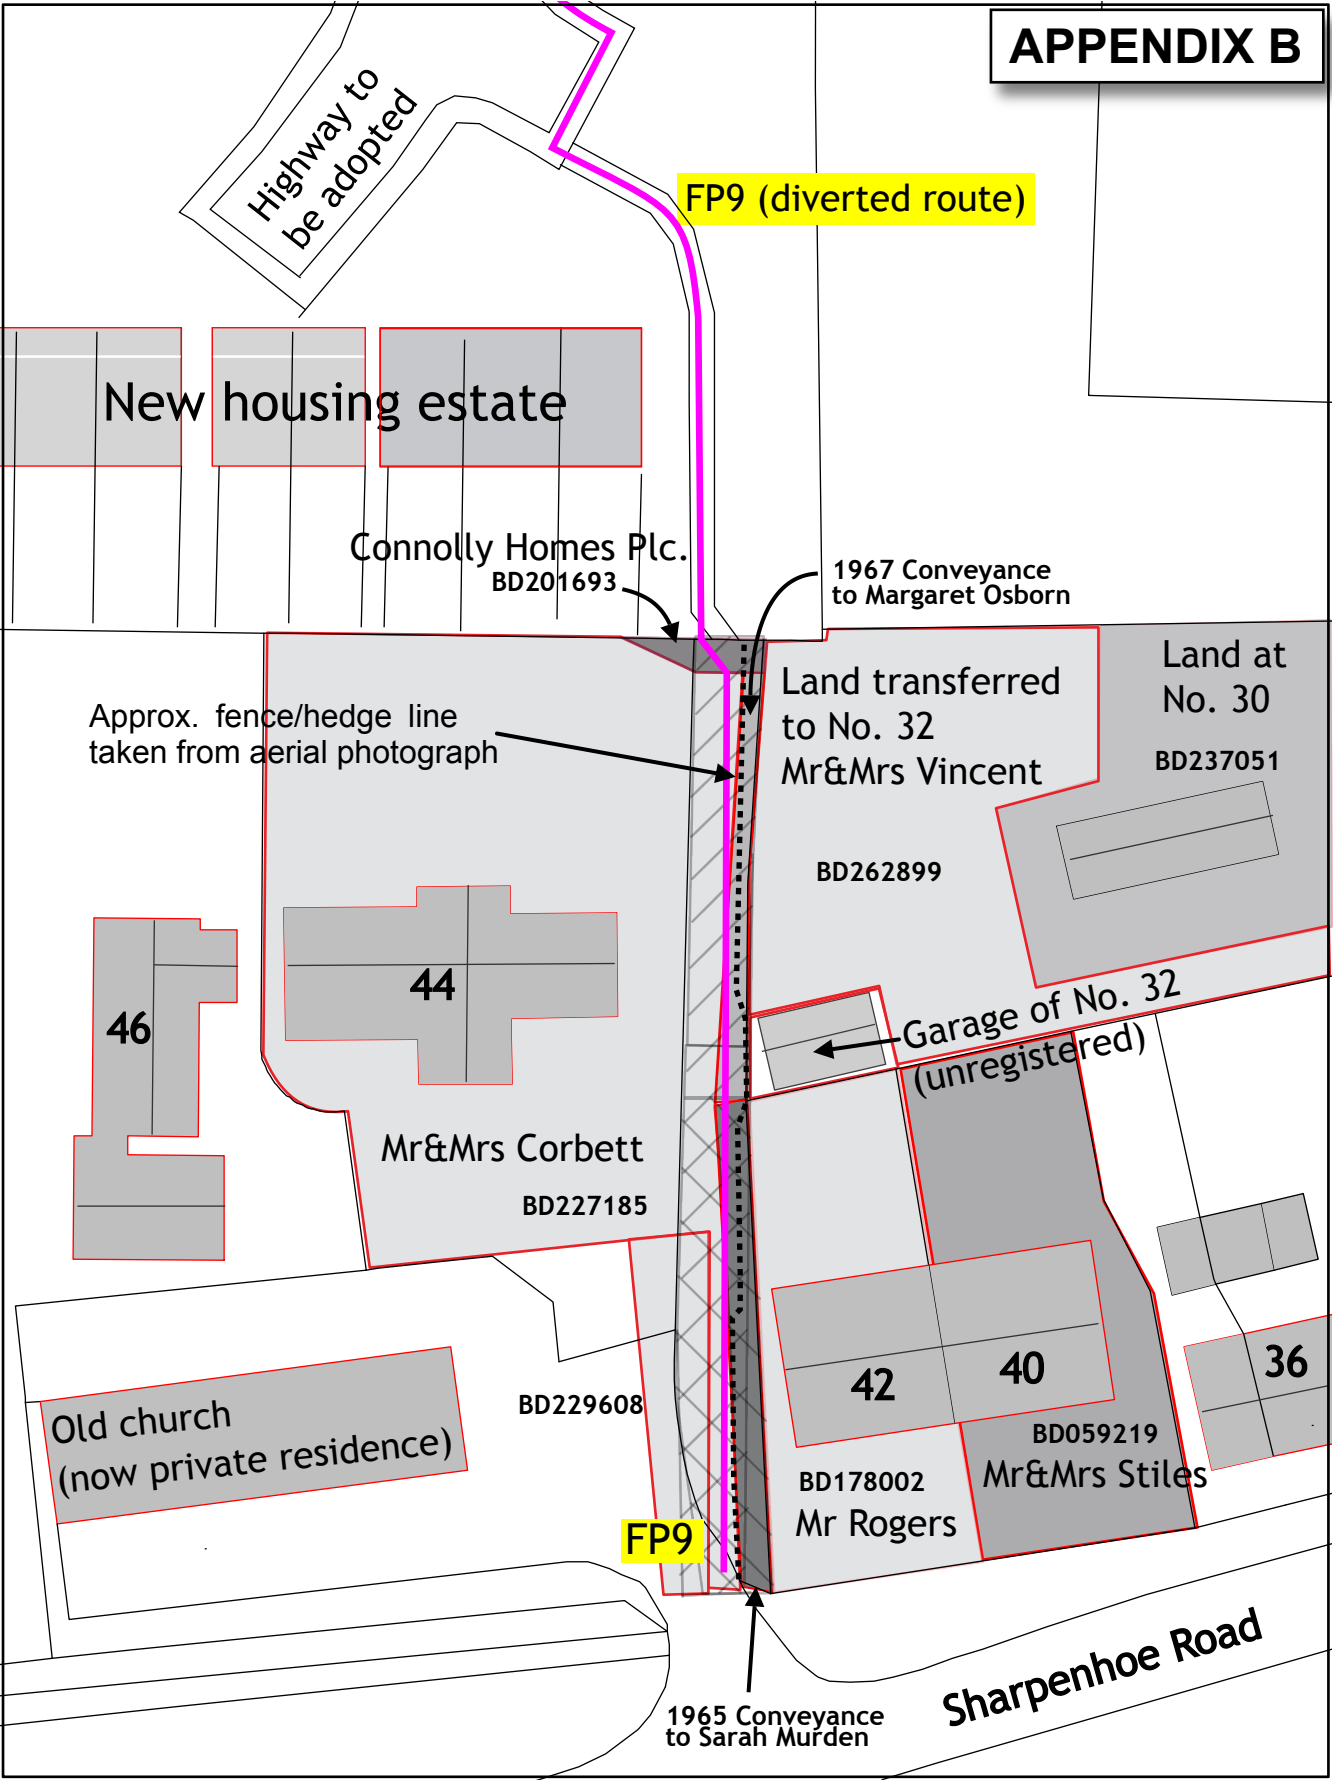 APPENDIX B
Highway to
be adopted
FP9 (diverted route)
New housing estate
Connolly Homes Plc.
BD201693
1967 Conveyance
to Margaret Osborn
Land transferred
to No. 32
Mr&Mrs Vincent
BD262899
Land at
No. 30
BD237051
Approx. fence/hedge line
taken from aerial photograph
44
46
Garage of No. 32
(unregistered)
Mr&Mrs Corbett
BD227185
42
40
36
BD229608
Old church
(now private residence)
BD059219
Mr&Mrs Stiles
BD178002
Mr Rogers
FP9
Sharpenhoe Road
1965 Conveyance
to Sarah Murden